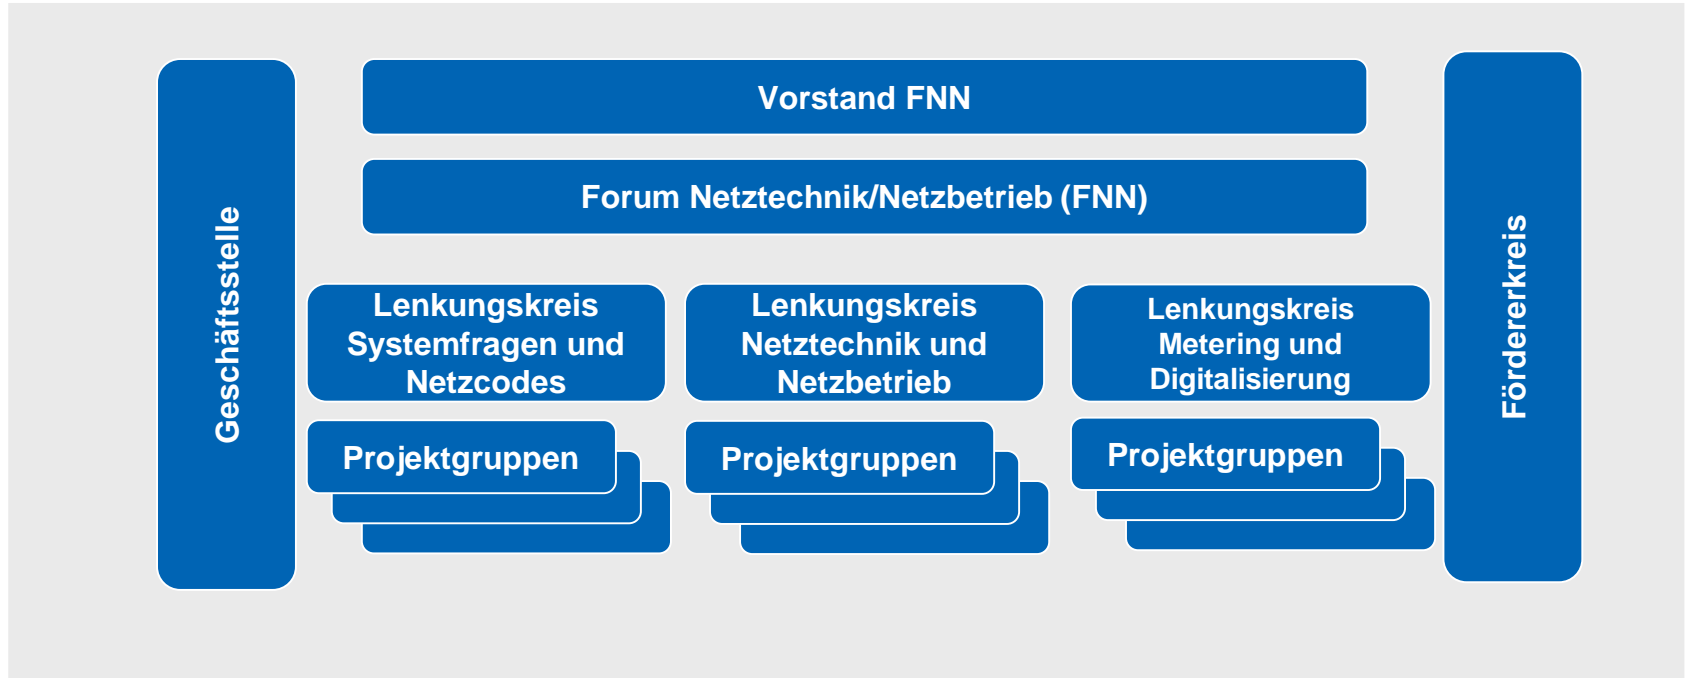 Geschäftsstelle
Vorstand FNN
Forum Netztechnik/Netzbetrieb (FNN)
Lenkungskreis
Systemfragen und
Netzcodes
Projektgruppen
Lenkungskreis
Netztechnik und
Netzbetrieb
Projektgruppen
Lenkungskreis
Metering und
Digitalisierung
Projektgruppen
Fördererkreis